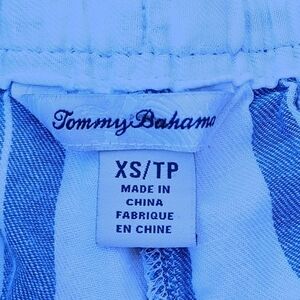 Tommy Bahama
XS/TP
MADE IN
CHINA
FABRIQUE
EN CHINE